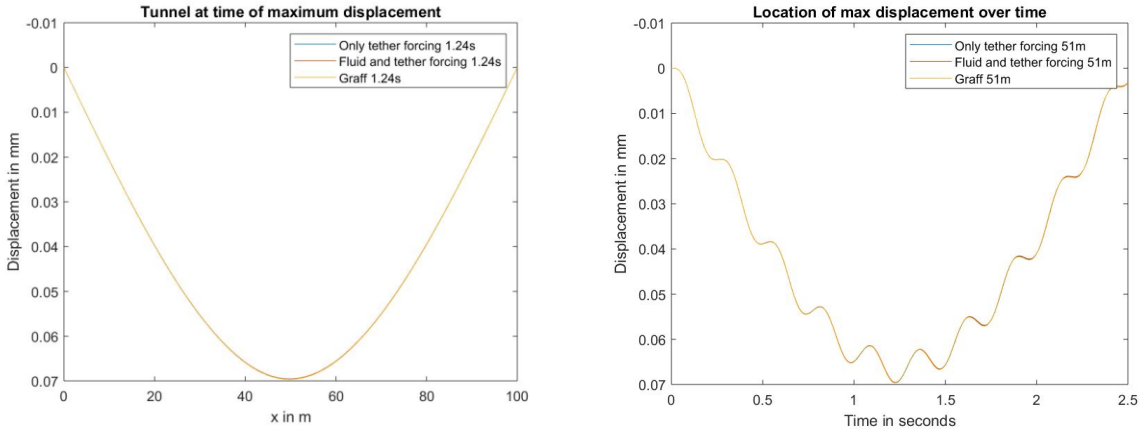 Tunnel at time of maximum displacement
-0.01
0
0.01
0.02
0.03
0.04
0.05
0.06
0.07
Displacement in mm
Only tether forcing 1.24s
Fluid and tether forcing 1.24s
Graff 1.24s
0
20
40
60
80
100
x in m
Location of max displacement over time
-0.01
0
0.01
0.02
0.03
0.04
0.05
0.06
0.07
Displacement in mm
Only tether forcing 51m
Fluid and tether forcing 51m
Graff 51m
0
0.5
1
1.5
2
2.5
Time in seconds